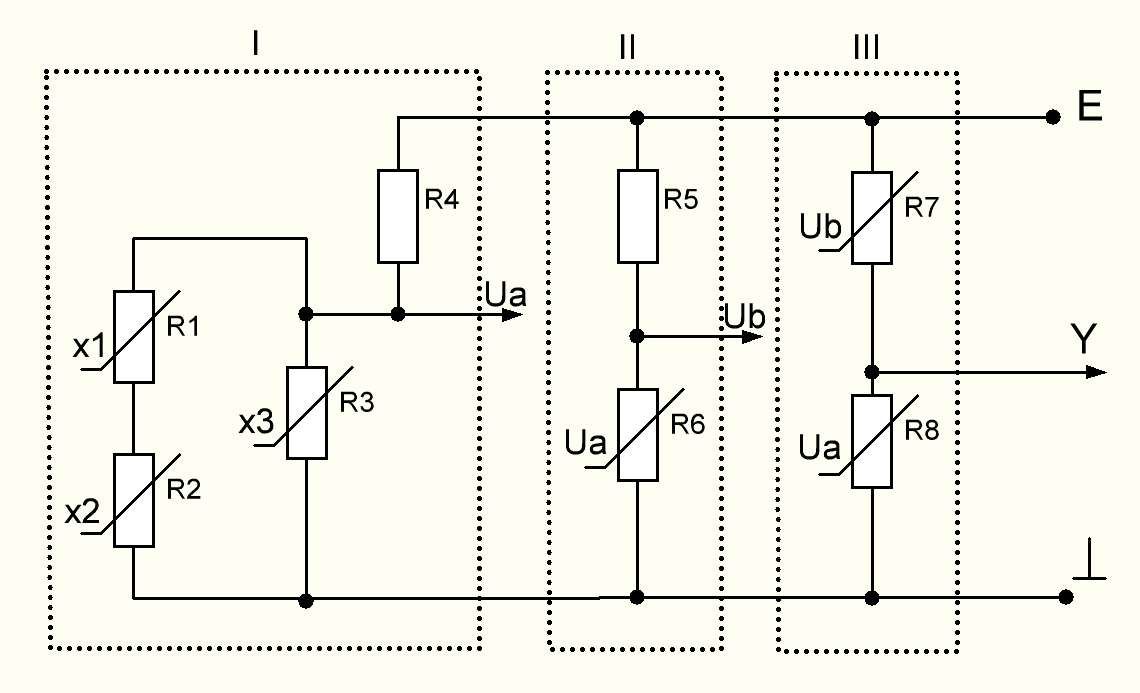 I
II
III
E
R4
R5
R7
Ub
Ua
Ub
R1
x1
Y
R3
x3
R6
Ua
R8
Ua
R2
x2
⊥